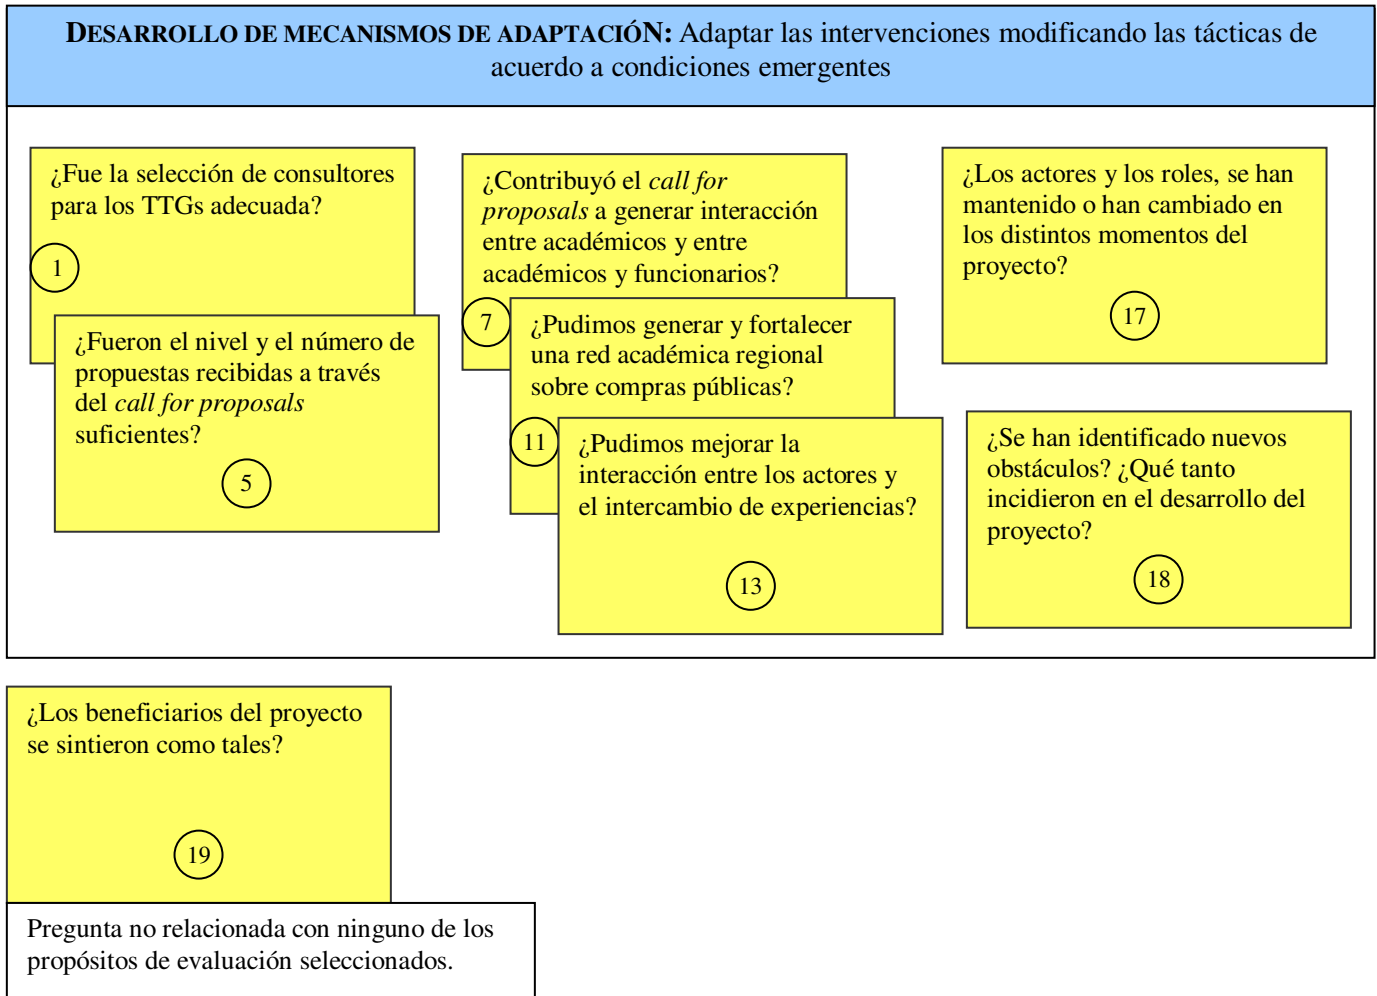 DESARROLLO DE MECANISMOS DE ADAPTACIÓN: Adaptar las intervenciones modificando las tácticas de
acuerdo a condiciones emergentes
¿Fue la selección de consultores
para los TTGs adecuada?
1
¿Fueron el nivel y el número de
propuestas recibidas a través
del call for proposals
suficientes?
5
¿Contribuyó el call for
proposals a generar interacción
entre académicos y entre
académicos y funcionarios?
7
¿Pudimos generar y fortalecer
una red académica regional
sobre compras públicas?
11
¿Pudimos mejorar la
interacción entre los actores y
el intercambio de experiencias?
13
¿Los actores y los roles, se han
mantenido o han cambiado en
los distintos momentos del
proyecto?
17
¿Se han identificado nuevos
obstáculos? ¿Qué tanto
incidieron en el desarrollo del
proyecto?
18
¿Los beneficiarios del proyecto
se sintieron como tales?
19
Pregunta no relacionada con ninguno de los
propósitos de evaluación seleccionados.